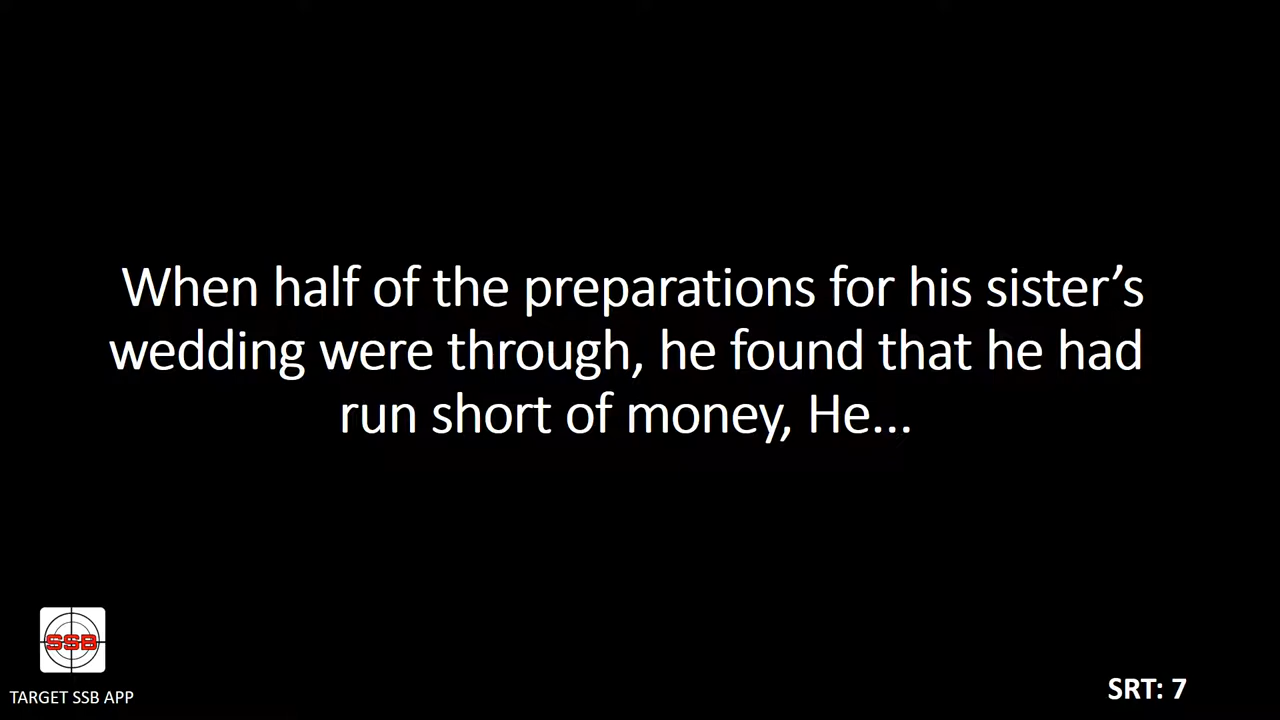 When half of the preparations for his sister’s
wedding were through, he found that he had
run short of money, He...
SSB
TARGET SSB APP
SRT: 7